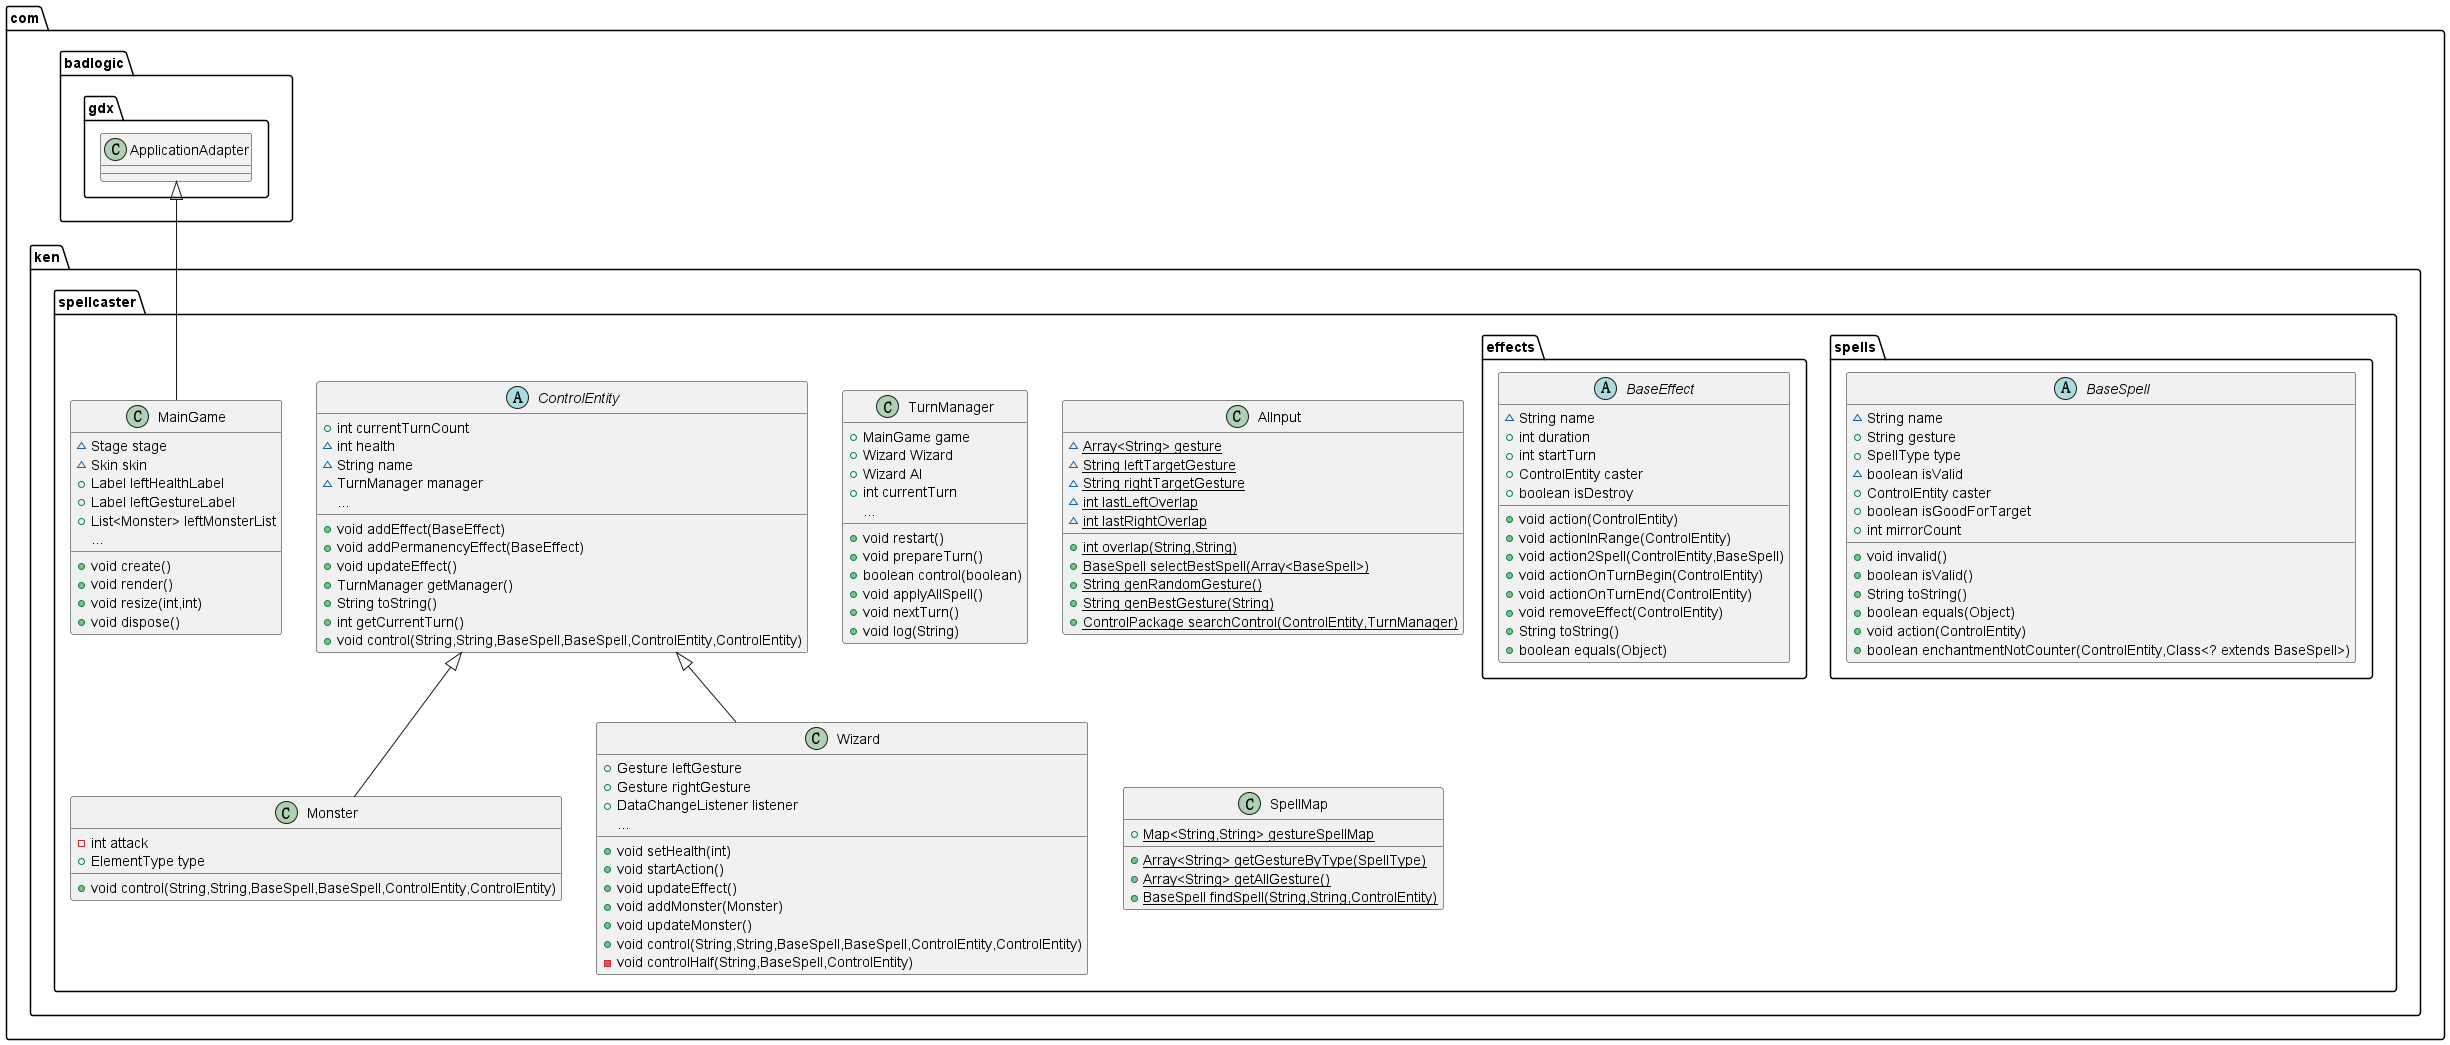 com
badlogic
gdx
C ApplicationAdapter
ken
spellcaster
C MainGame
Stage stage
Skin skin
Label leftHealthLabel
Label leftGestureLabel
List<Monster> leftMonsterList
...
void create()
void render()
void resize(int,int)
void dispose()
A ControlEntity
int currentTurnCount
int health
String name
TurnManager manager
...
void addEffect(BaseEffect)
void addPermanencyEffect(BaseEffect)
void updateEffect()
TurnManager getManager()
String toString()
int getCurrentTurn()
void control(String,String,BaseSpell,BaseSpell,ControlEntity,ControlEntity)
C TurnManager
MainGame game
Wizard Wizard
Wizard AI
int currentTurn
...
void restart()
void prepareTurn()
boolean control(boolean)
void applyAllSpell()
void nextTurn()
void log(String)
C AIInput
Array<String> gesture
String leftTargetGesture
String rightTargetGesture
int lastLeftOverlap
int lastRightOverlap
int overlap(String,String)
BaseSpell selectBestSpell(Array<BaseSpell>)
String genRandomGesture()
String genBestGesture(String)
ControlPackage searchControl(ControlEntity,TurnManager)
effects
A BaseEffect
String name
int duration
int startTurn
ControlEntity caster
boolean isDestroy
void action(ControlEntity)
void actionInRange(ControlEntity)
void action2Spell(ControlEntity,BaseSpell)
void actionOnTurnBegin(ControlEntity)
void actionOnTurnEnd(ControlEntity)
void removeEffect(ControlEntity)
String toString()
boolean equals(Object)
spells
A BaseSpell
String name
String gesture
SpellType type
boolean isValid
ControlEntity caster
boolean isGoodForTarget
int mirrorCount
void invalid()
boolean isValid()
String toString()
boolean equals(Object)
void action(ControlEntity)
boolean enchantmentNotCounter(ControlEntity,Class<? extends BaseSpell>)
C Monster
int attack
ElementType type
void control(String,String,BaseSpell,BaseSpell,ControlEntity,ControlEntity)
C Wizard
Gesture leftGesture
Gesture rightGesture
DataChangeListener listener
...
void setHealth(int)
void startAction()
void updateEffect()
void addMonster(Monster)
void updateMonster()
void control(String,String,BaseSpell,BaseSpell,ControlEntity,ControlEntity)
void controlHalf(String,BaseSpell,ControlEntity)
C SpellMap
Map<String,String> gestureSpellMap
Array<String> getGestureByType(SpellType)
Array<String> getAllGesture()
BaseSpell findSpell(String,String,ControlEntity)